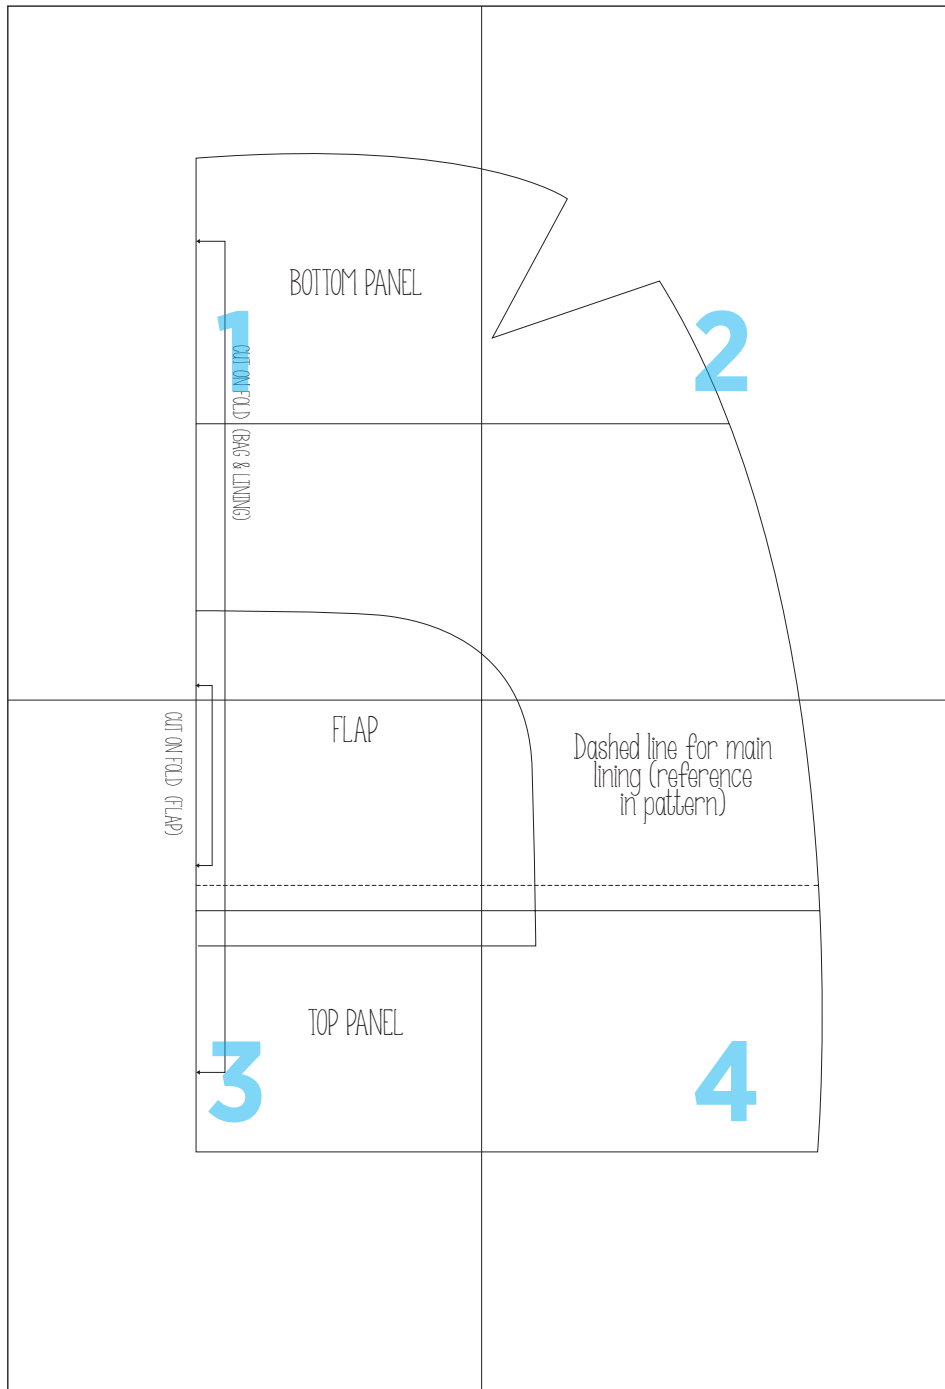 BOTTOM PANEL
1
2
CUT ON FOLD (BAG & LINING)
FLAP
CUT ON FOLD (FLAP)
Dashed line for main
lining (reference
in pattern)
TOP PANEL
3
4